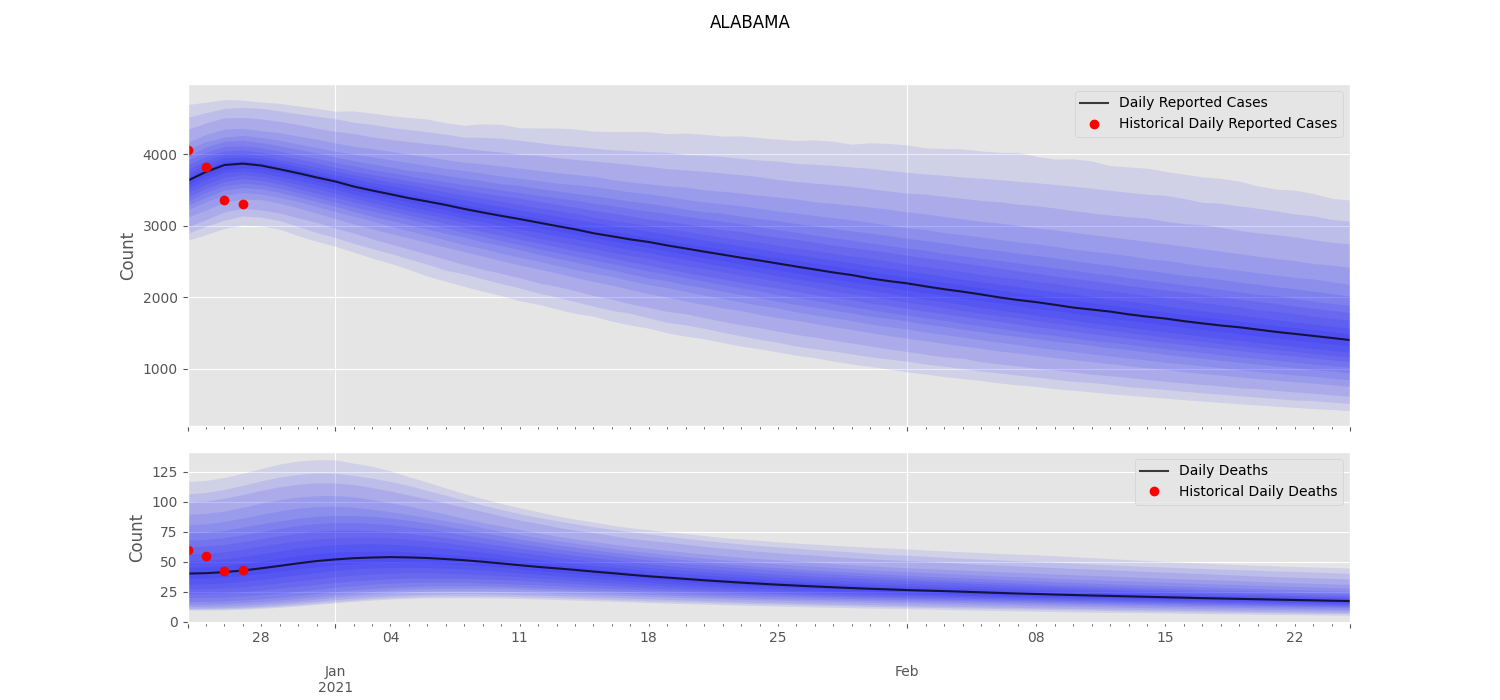 ALABAMA
Daily Reported Cases
Historical Daily Reported Cases
Count
4000
3000
2000
1000
Daily Deaths
Historical Daily Deaths
Count
125
100
75
50
25
0
28 04 11 18 25 08 15 22
Jan Feb
2021